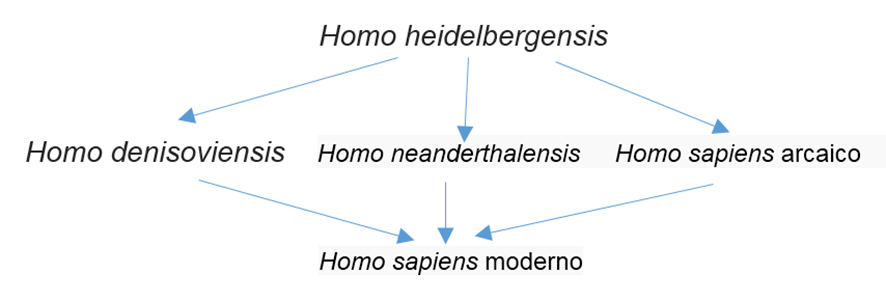 Homo heidelbergensis
Homo denisoviensis
Homo neanderthalensis
Homo sapiens arcaico
Homo sapiens moderno